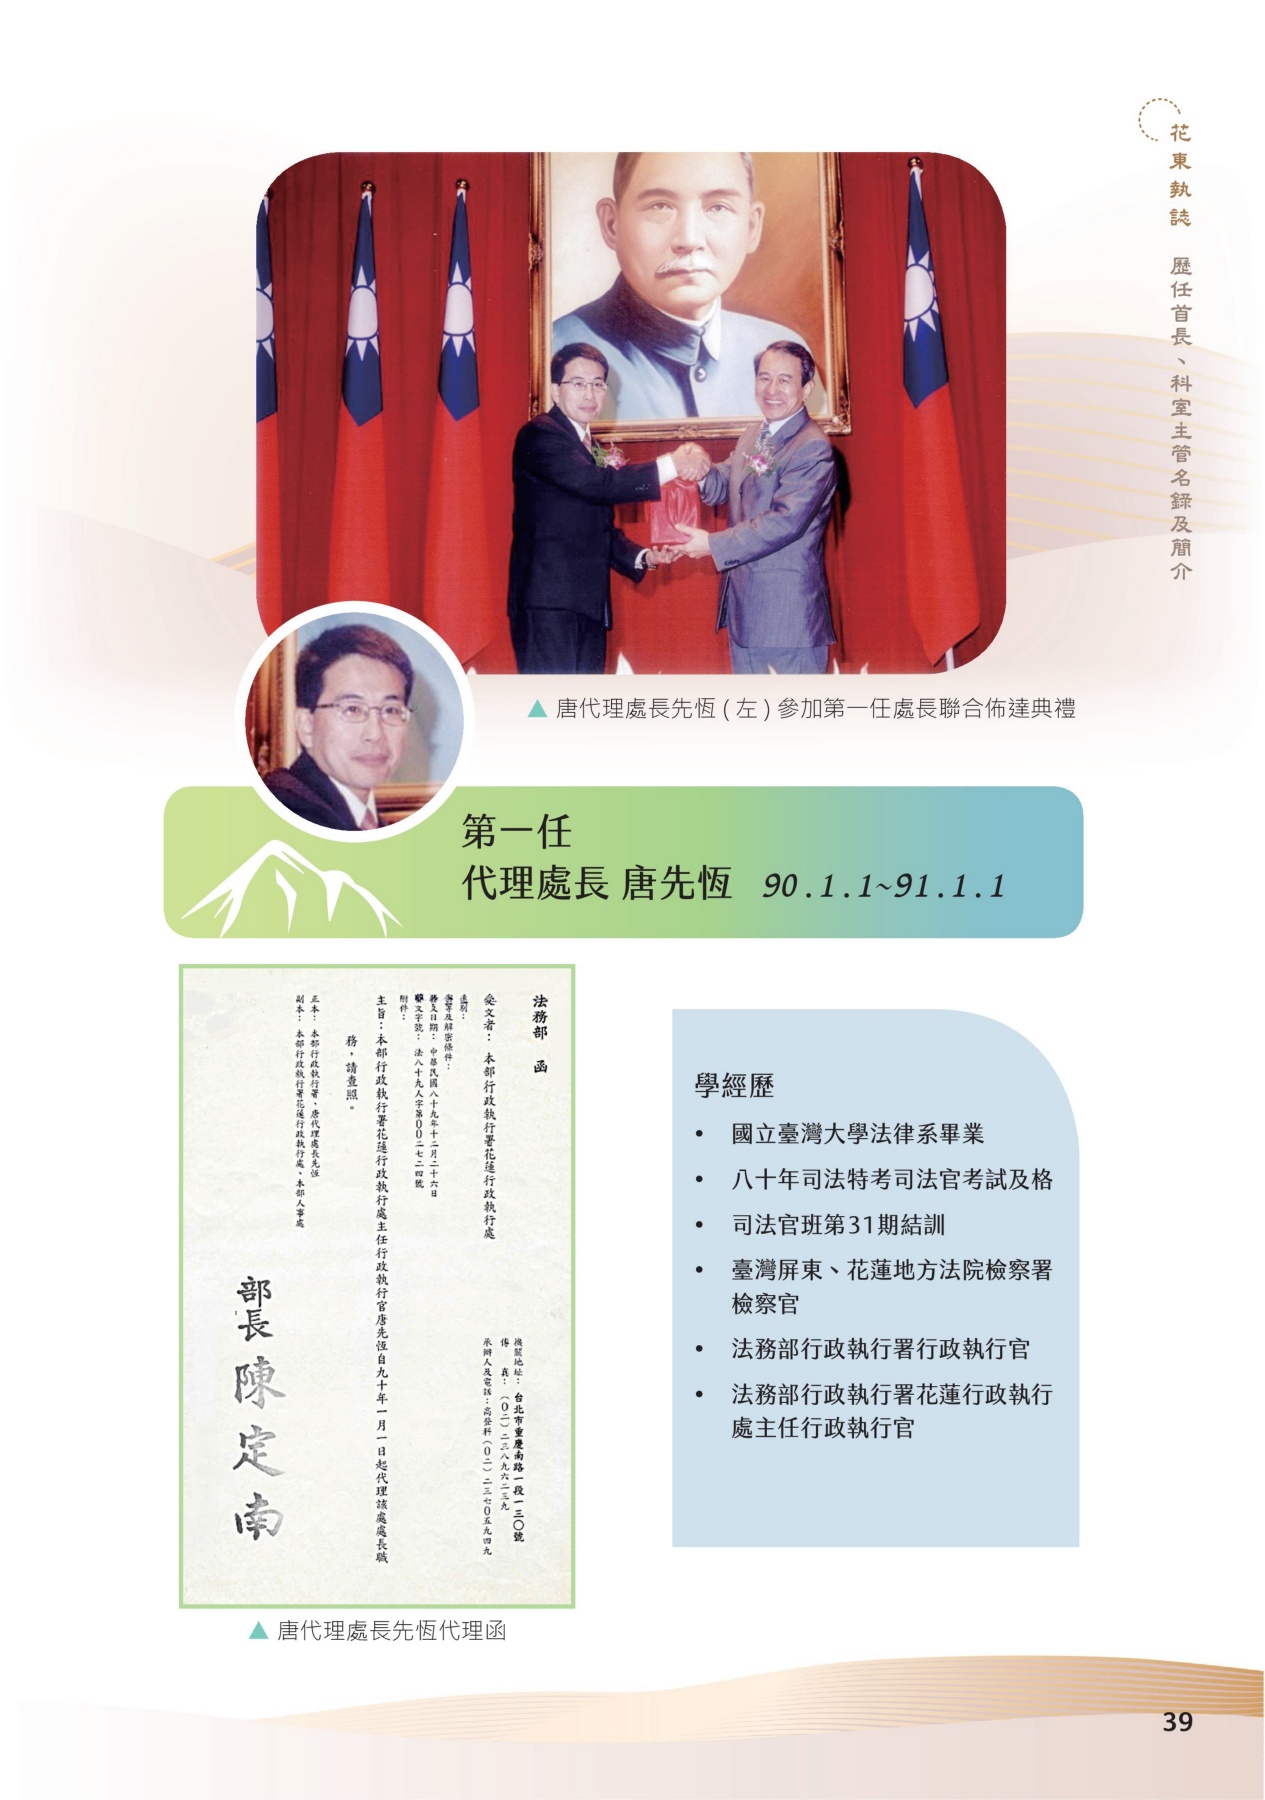 花東執誌 歷任首長、科室主管名錄及簡介
▲ 唐代理處長先恆(左)參加第一任處長聯合佈達典禮
第一任
代理處長 唐先恆 90.1.1~91.1.1
法務部 函
機關地址：台北市重慶南路一段一三〇號
傳 真：(０二)二三八九六二三九
承辦人及電話：高登科(０二)二三七０五九四九
受文者：本部行政執行署花蓮行政執行處
速別：
密等及解密條件：
發文日期：中華民國八十九年十二月二十六日
發文字號：法八十九人字第００二七二四號
附件：
主旨：本部行政執行署花蓮行政執行處主任行政執行官唐先恆自九十年一月一日起代理該處處長職
務，請查照。
正本：本部行政執行署、唐代理處長先恆
副本：本部行政執行署花蓮行政執行處、本部人事處
部長 陳定南
▲ 唐代理處長先恆代理函
學經歷
• 國立臺灣大學法律系畢業
• 八十年司法特考司法官考試及格
• 司法官班第31期結訓
• 臺灣屏東、花蓮地方法院檢察署
檢察官
• 法務部行政執行署行政執行官
• 法務部行政執行署花蓮行政執行
處主任行政執行官
39